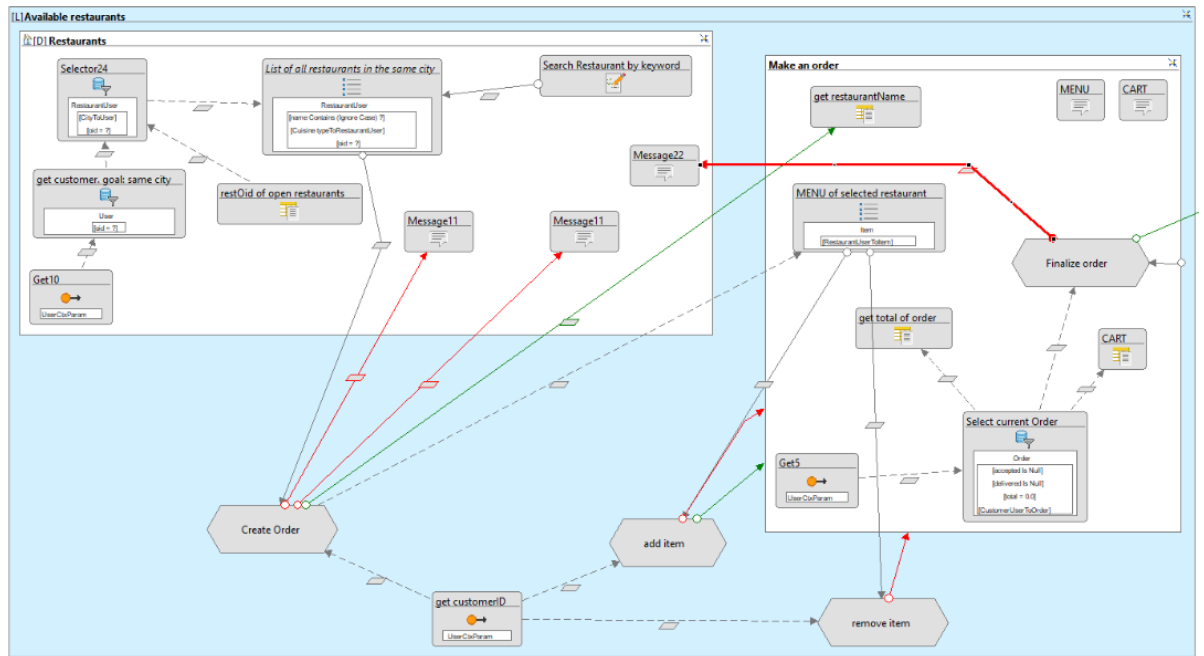 [L]Available restaurants
[D] Restaurants
Selector24
RestaurantUser
[CityToUser]
[oid = ?]
List of all restaurants in the same city
RestaurantUser
[name Contains (Ignore Case) ?]
[Cuisine-typeToRestaurantUser]
[oid = ?]
Search Restaurant by keyword
get customer. goal: same city
User
[oid = ?]
restOid of open restaurants
Get10
UserCtxParam
Message11
Message11
Message22
Make an order
get restaurantName
MENU
CART
MENU of selected restaurant
Item
[RestaurantUserToItem]
Finalize order
get total of order
CART
Select current Order
Order
[accepted Is Null]
[delivered Is Null]
[total = 0.0]
[CustomerUserToOrder]
Get5
UserCtxParam
Create Order
add item
get customerID
UserCtxParam
remove item